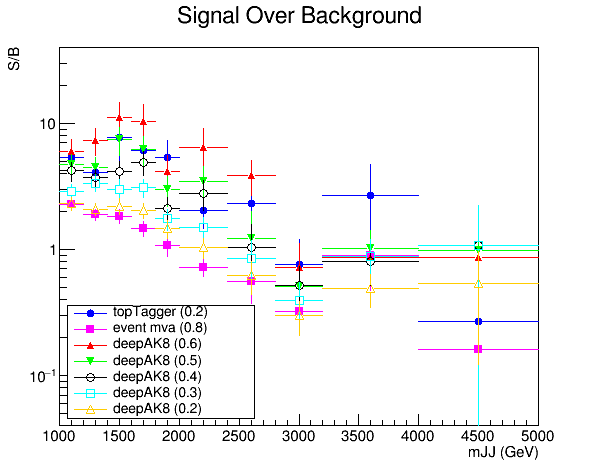 Signal Over Background
S/B
10
1
10⁻¹
topTagger (0.2)
event mva (0.8)
deepAK8 (0.6)
deepAK8 (0.5)
deepAK8 (0.4)
deepAK8 (0.3)
deepAK8 (0.2)
1000 1500 2000 2500 3000 3500 4000 4500 5000
mJJ (GeV)